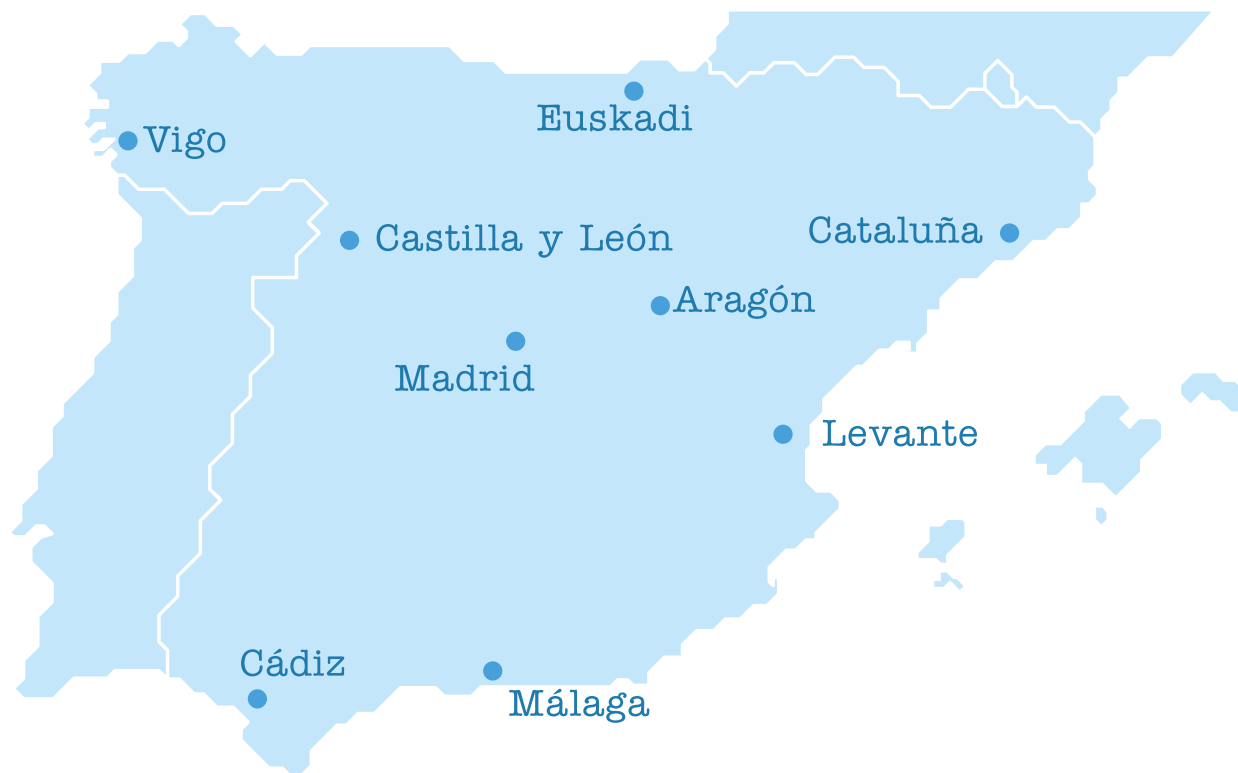 Euskadi
Vigo
Cataluña
Castilla y León
Aragón
Madrid
Levante
Cádiz
Málaga